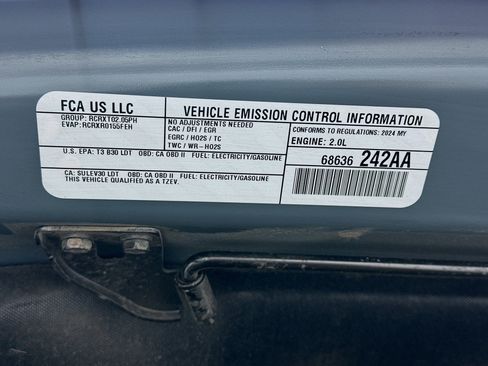 FCA US LLC
GROUP: RCRXT02.05PH
EVAP: RCRXR0155FEH
VEHICLE EMISSION CONTROL INFORMATION
NO ADJUSTMENTS NEEDED
CAC / DFI / EGR
EGRC / HO2S / TC
TWC / WR-HO2S
CONFORMS TO REGULATIONS: 2024 MY
ENGINE: 2.0L
U.S. EPA: T3 B30 LDT OBD: CA OBD II FUEL: ELECTRICITY/GASOLINE
CA: SULEV30 LDT OBD: CA OBD II FUEL: ELECTRICITY/GASOLINE
THIS VEHICLE QUALIFIED AS A TZEV.
68636 242AA